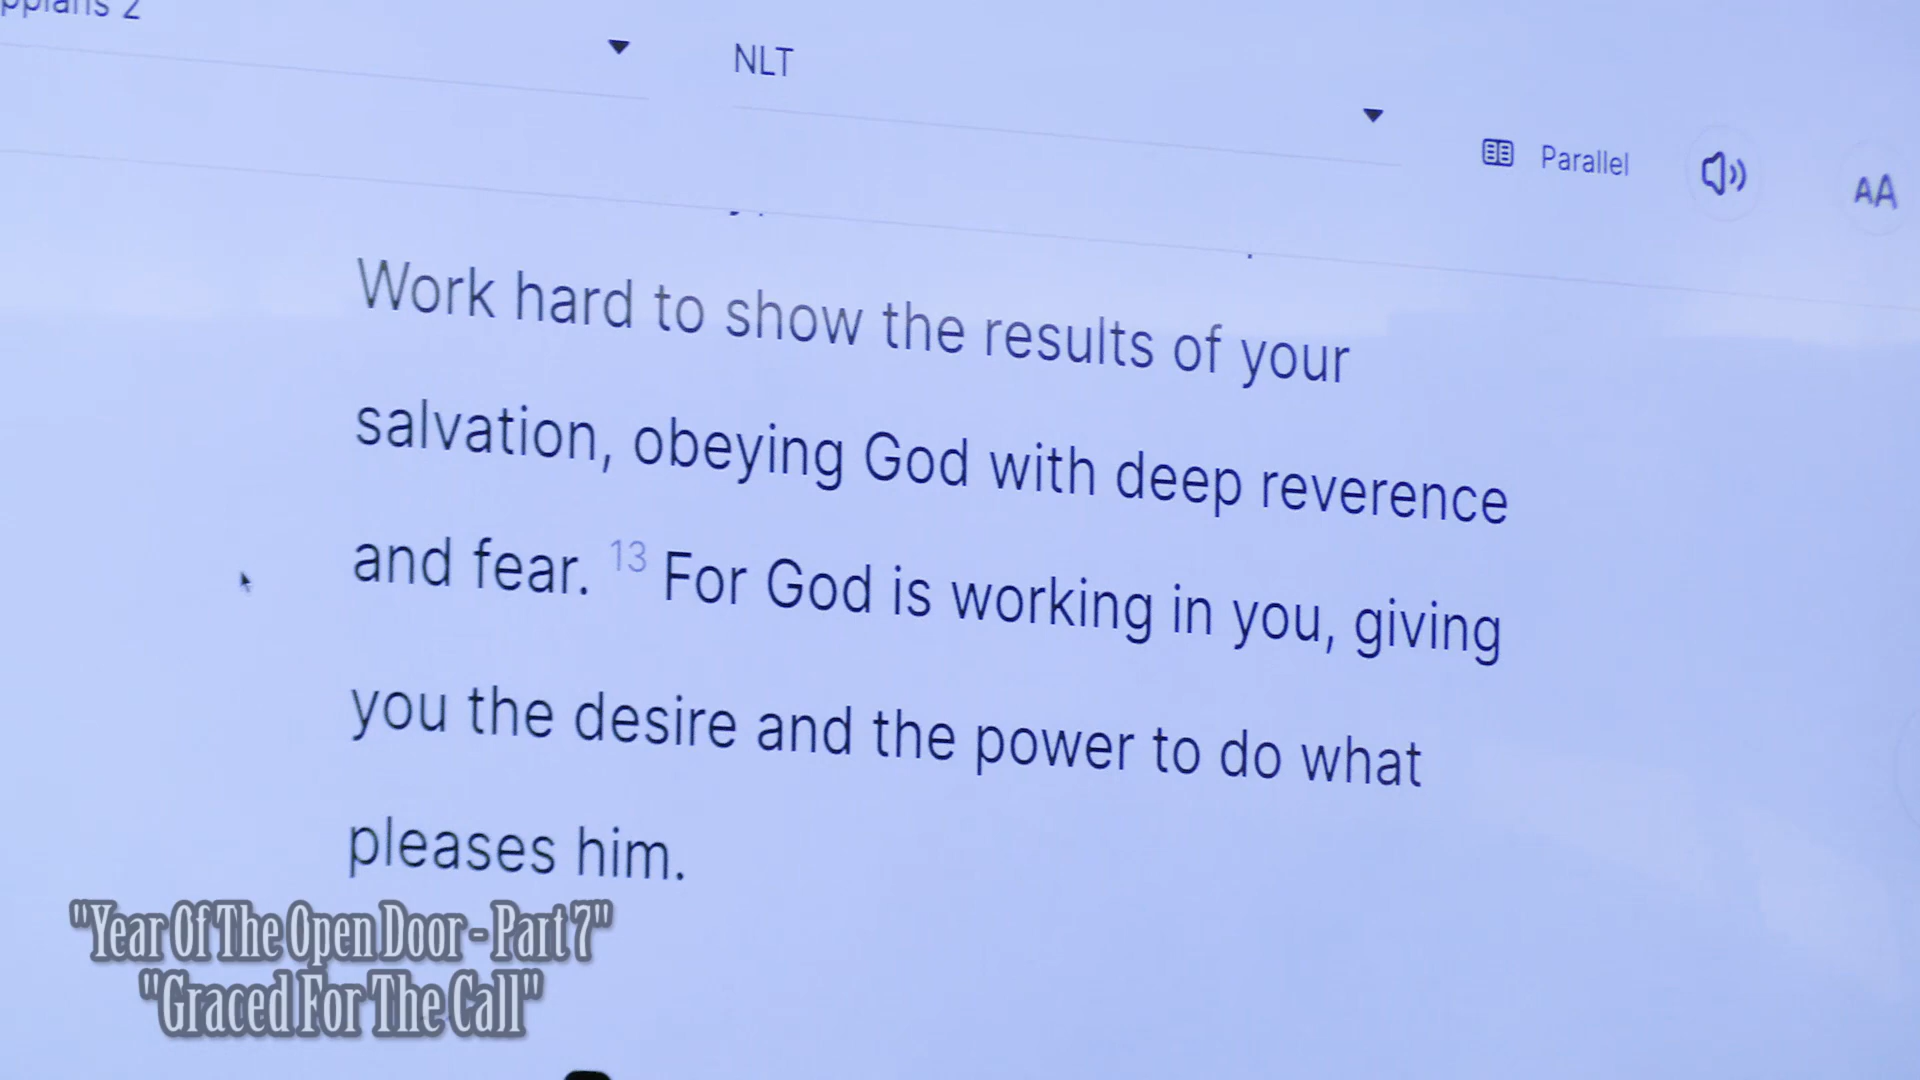 NLT
Parallel
AA
Work hard to show the results of your
salvation, obeying God with deep reverence
and fear. 13 For God is working in you, giving
you the desire and the power to do what
pleases him.
"Year Of The Open Door - Part 7"
"Graced For The Call"